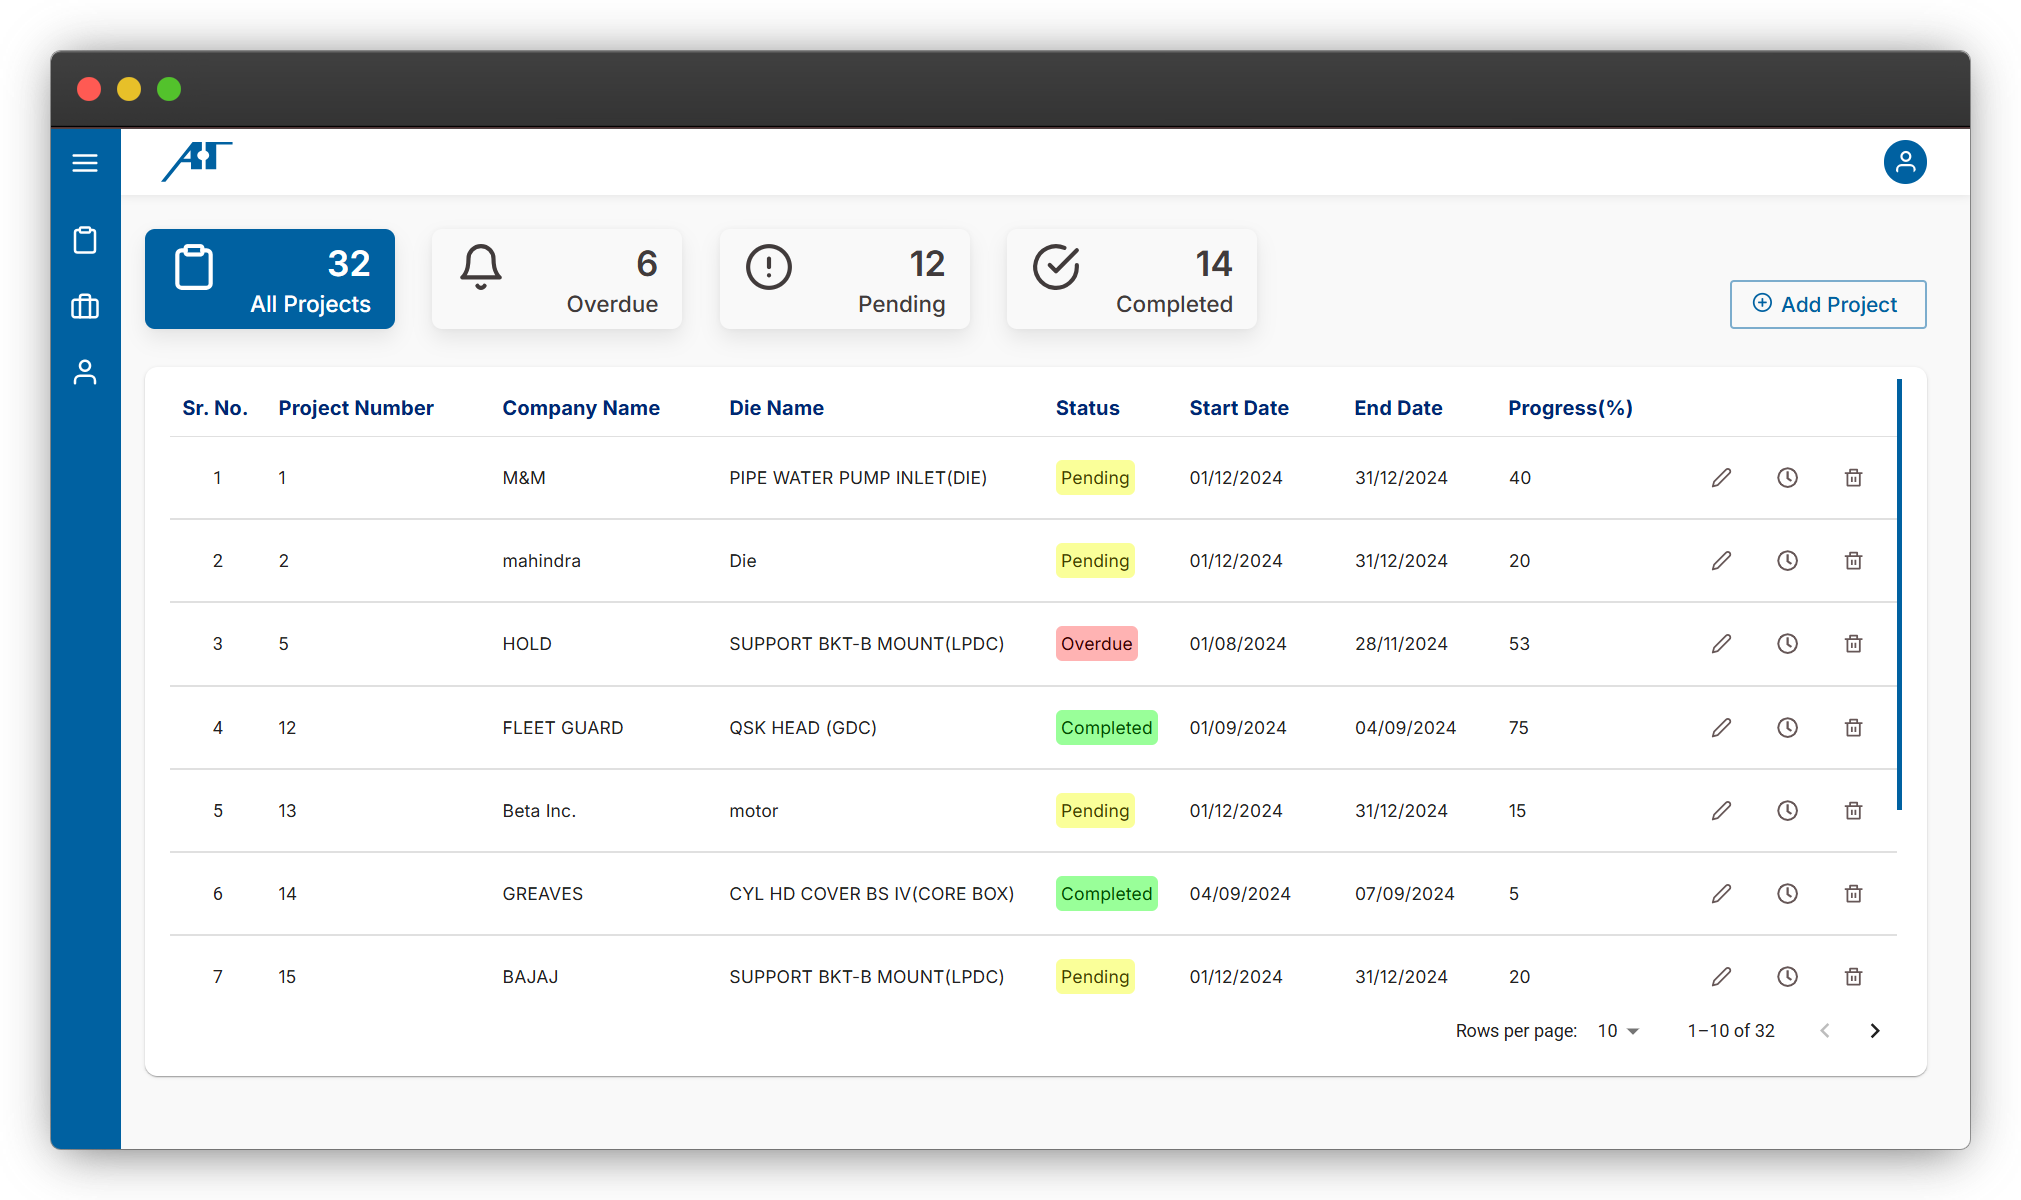 AIT
32
All Projects
6
Overdue
12
Pending
14
Completed
Add Project
Sr. No. Project Number Company Name Die Name Status Start Date End Date Progress(%)
1 1 M&M PIPE WATER PUMP INLET(DIE) Pending 01/12/2024 31/12/2024 40
2 2 mahindra Die Pending 01/12/2024 31/12/2024 20
3 5 HOLD SUPPORT BKT-B MOUNT(LPDC) Overdue 01/08/2024 28/11/2024 53
4 12 FLEET GUARD QSK HEAD (GDC) Completed 01/09/2024 04/09/2024 75
5 13 Beta Inc. motor Pending 01/12/2024 31/12/2024 15
6 14 GREAVES CYL HD COVER BS IV(CORE BOX) Completed 04/09/2024 07/09/2024 5
7 15 BAJAJ SUPPORT BKT-B MOUNT(LPDC) Pending 01/12/2024 31/12/2024 20
Rows per page: 10 1–10 of 32